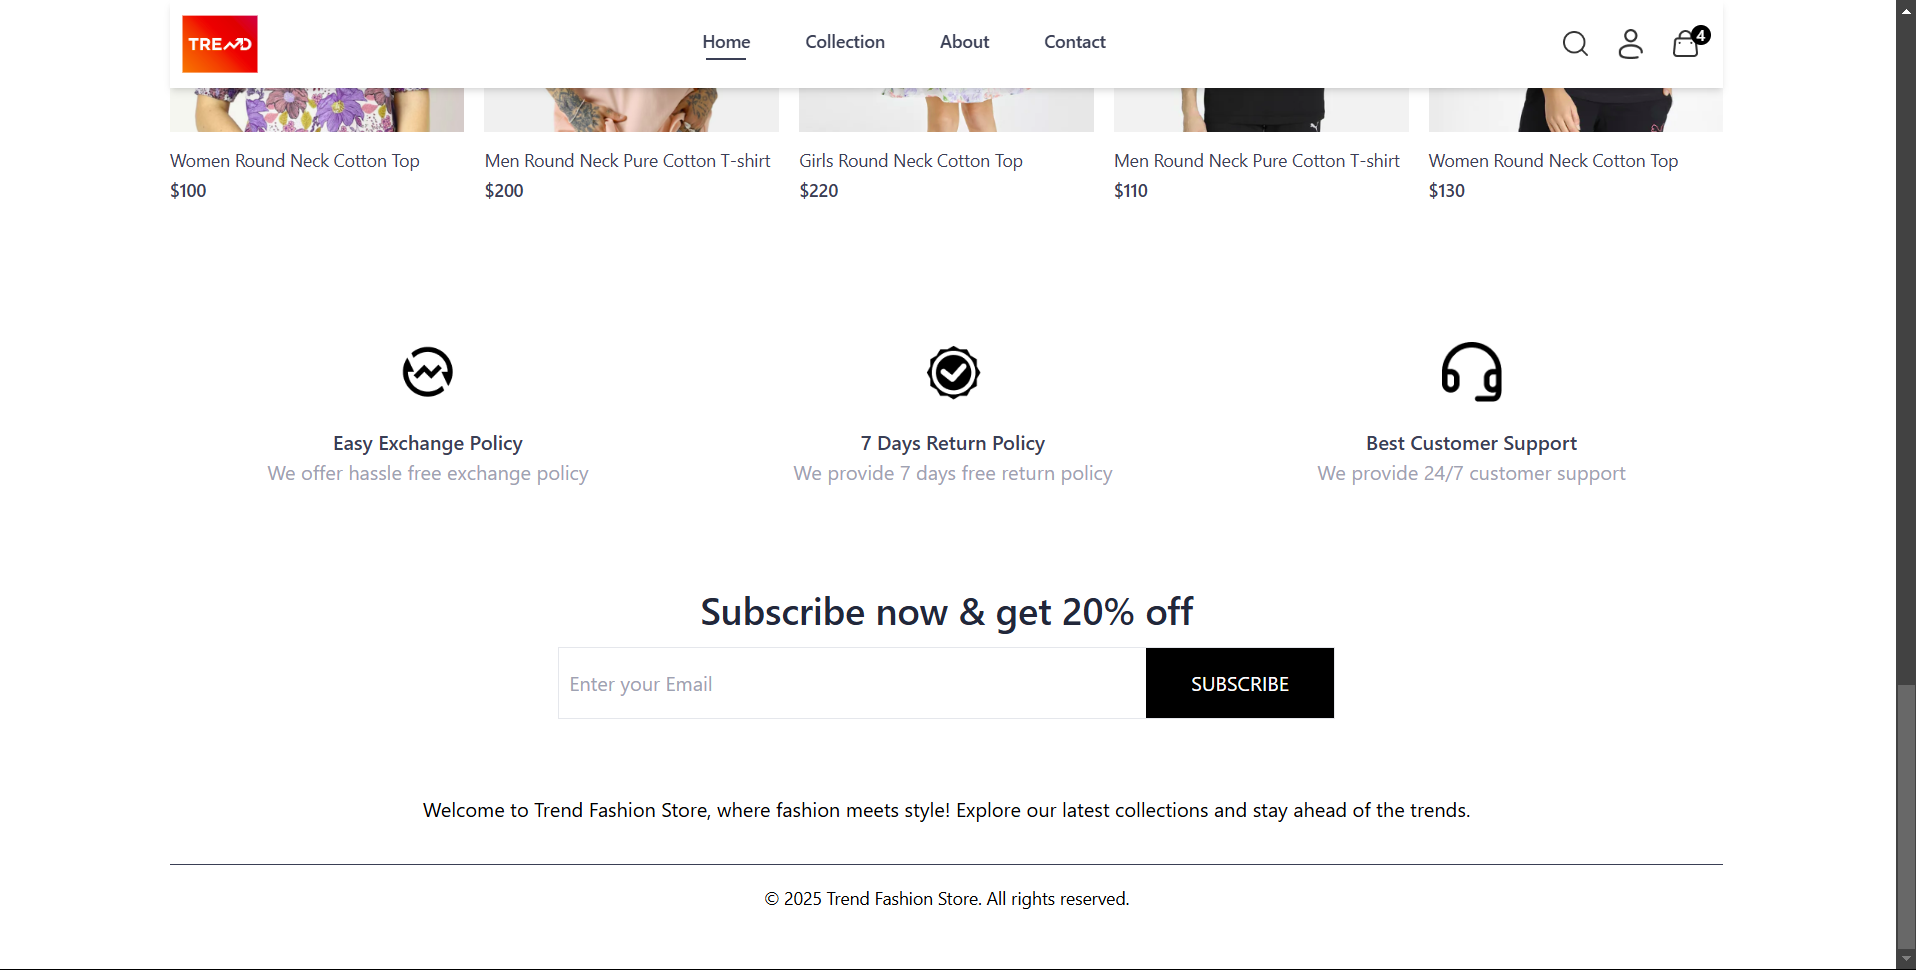 TREND
Home Collection About Contact
4
Women Round Neck Cotton Top
$100
Men Round Neck Pure Cotton T-shirt
$200
Girls Round Neck Cotton Top
$220
Men Round Neck Pure Cotton T-shirt
$110
Women Round Neck Cotton Top
$130
Easy Exchange Policy
We offer hassle free exchange policy
7 Days Return Policy
We provide 7 days free return policy
Best Customer Support
We provide 24/7 customer support
Subscribe now & get 20% off
Enter your Email
SUBSCRIBE
Welcome to Trend Fashion Store, where fashion meets style! Explore our latest collections and stay ahead of the trends.
© 2025 Trend Fashion Store. All rights reserved.